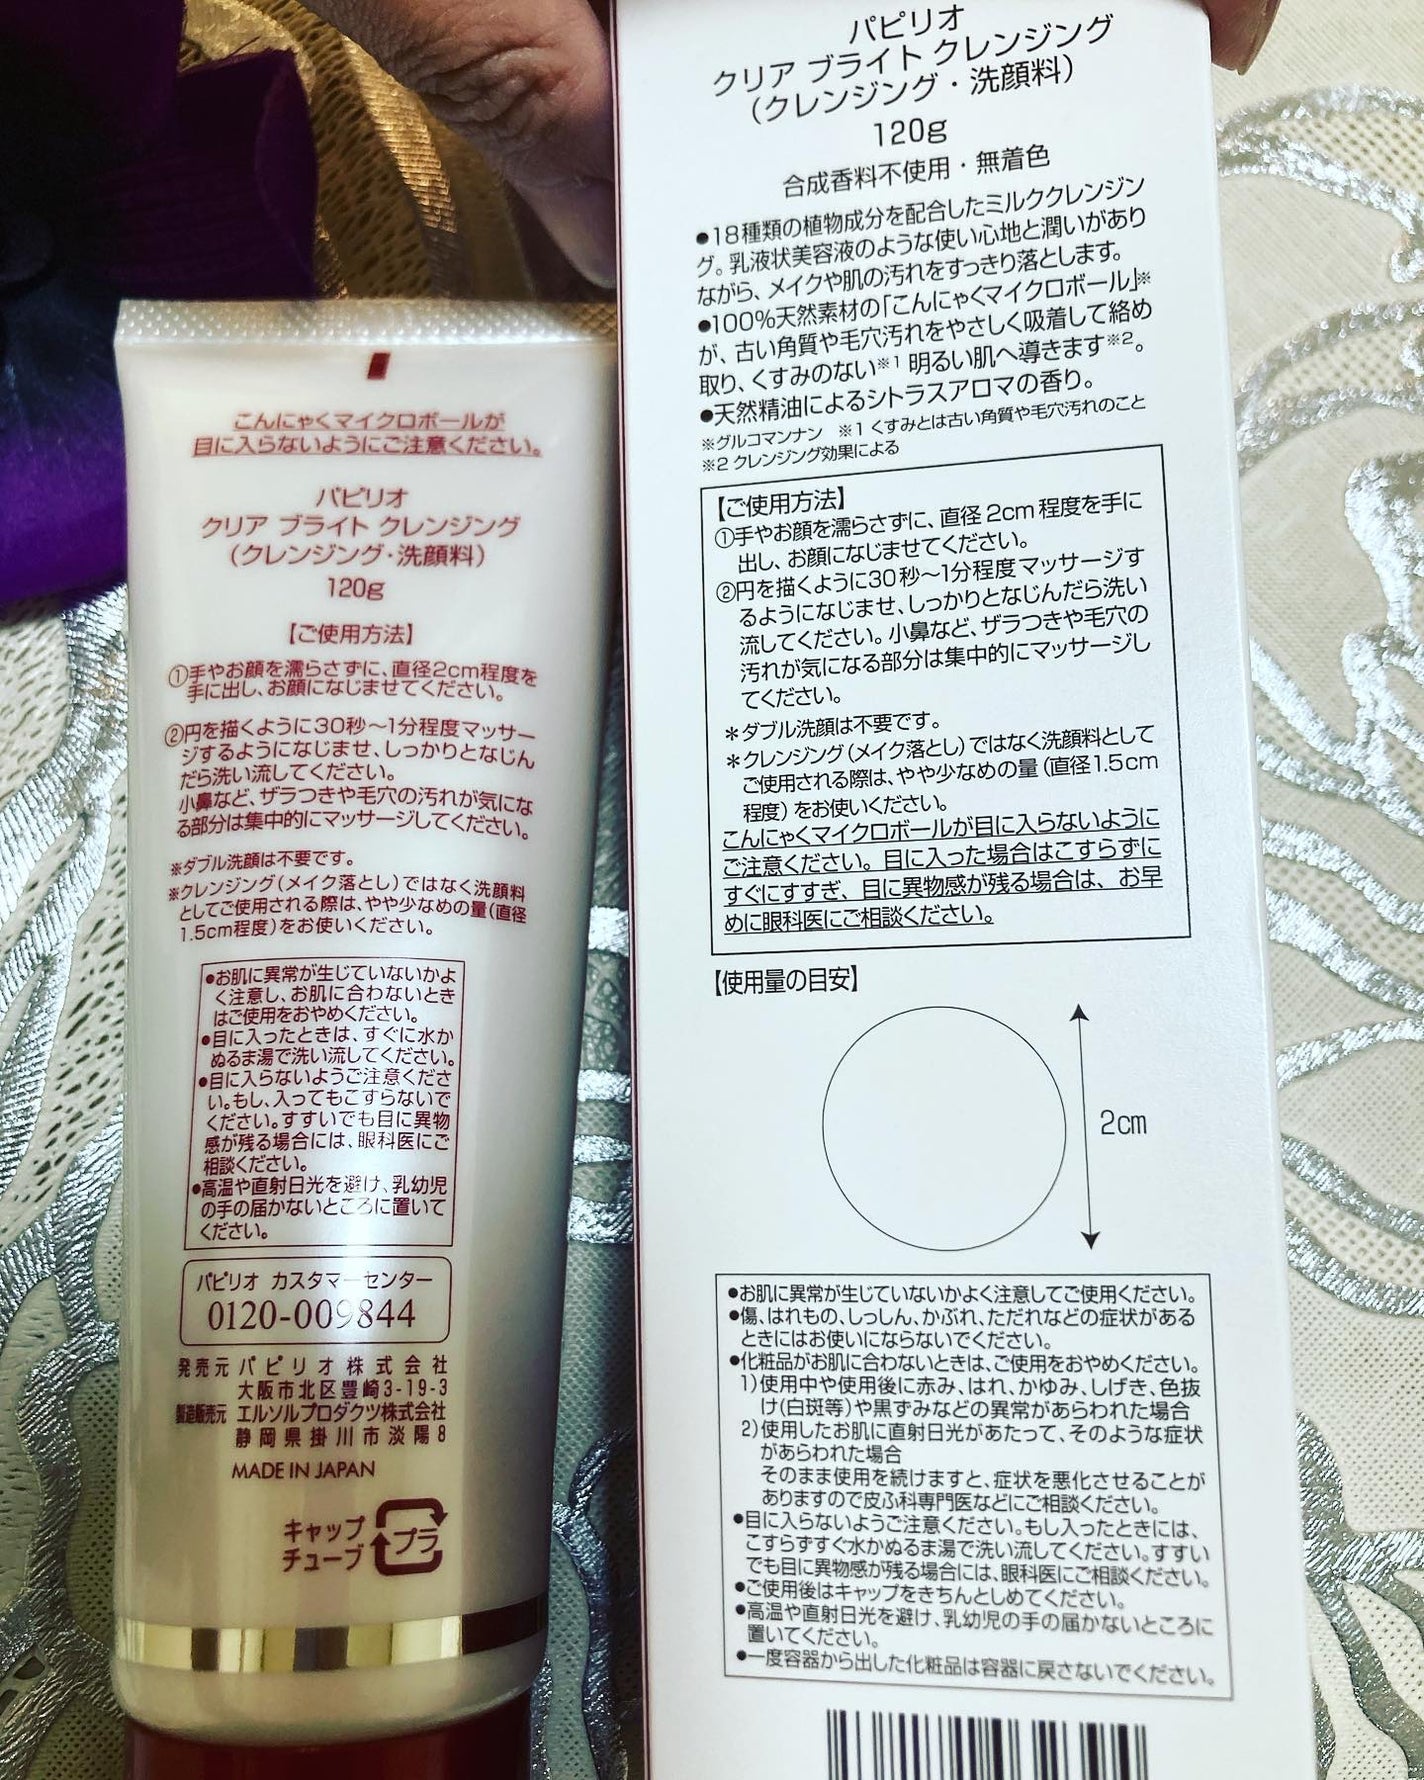 こんにゃくマイクロボールが
目に入らないようにご注意ください。
パピリオ
クリア ブライト クレンジング
（クレンジング・洗顔料）
120g
【ご使用方法】
①手やお顔を濡らさずに、直径2cm程度を
手に出し、お顔になじませてください。
②円を描くように30秒～1分程度マッサー
ジするようになじませ、しっかりとなじん
だら洗い流してください。
小鼻など、ザラつきや毛穴の汚れが気にな
る部分は集中的にマッサージしてください。
※ダブル洗顔は不要です。
※クレンジング（メイク落とし）ではなく洗顔料
としてご使用される際は、やや少なめの量（直径
1.5cm程度）をお使いください。
●お肌に異常が生じていないかよ
く注意し、お肌に合わないとき
はご使用をおやめください。
●目に入ったときは、すぐに水か
ぬるま湯で洗い流してください。
●目に入らないようご注意くださ
い。もし、入ってもこすらないで
ください。すすいでも目に異物
感が残る場合には、眼科医にご
相談ください。
●高温や直射日光を避け、乳幼児
の手の届かないところに置いて
ください。
パピリオ カスタマーセンター
0120-009844
発売元 パピリオ株式会社
大阪市北区豊崎3-19-3
製造販売元 エルソルプロダクツ株式会社
静岡県掛川市淡陽8
MADE IN JAPAN
キャップ
チューブ
プラ
パピリオ
クリア ブライト クレンジング
（クレンジング・洗顔料）
120g
合成香料不使用・無着色
●18種類の植物成分を配合したミルククレンジン
グ。乳液状美容液のような使い心地と潤いがあり
ながら、メイクや肌の汚れをすっきり落とします。
●100%天然素材の「こんにゃくマイクロボール」※
が、古い角質や毛穴汚れをやさしく吸着して絡め
取り、くすみのない※1 明るい肌へ導きます※2。
●天然精油によるシトラスアロマの香り。
※グルコマンナン ※1 くすみとは古い角質や毛穴汚れのこと
※2 クレンジング効果による
【ご使用方法】
①手やお顔を濡らさずに、直径 2cm 程度を手に
出し、お顔になじませてください。
②円を描くように30秒～1分程度マッサージす
るようになじませ、しっかりとなじんだら洗い
流してください。小鼻など、ザラつきや毛穴の
汚れが気になる部分は集中的にマッサージし
てください。
＊ダブル洗顔は不要です。
＊クレンジング（メイク落とし）ではなく洗顔料として
ご使用される際は、やや少なめの量（直径1.5cm
程度）をお使いください。
こんにゃくマイクロボールが目に入らないように
ご注意ください。目に入った場合はこすらずに
すぐにすすぎ、目に異物感が残る場合は、お早
めに眼科医にご相談ください。
【使用量の目安】
2cm
●お肌に異常が生じていないかよく注意してご使用ください。
●傷、はれもの、しっしん、かぶれ、ただれなどの症状がある
ときにはお使いにならないでください。
●化粧品がお肌に合わないときは、ご使用をおやめください。
1）使用中や使用後に赤み、はれ、かゆみ、しげき、色抜
け（白斑等）や黒ずみなどの異常があらわれた場合
2）使用したお肌に直射日光があたって、そのような症状
があらわれた場合
そのまま使用を続けますと、症状を悪化させることが
ありますので皮ふ科専門医などにご相談ください。
●目に入らないようご注意ください。もし入ったときには、
こすらずすぐ水かぬるま湯で洗い流してください。すすい
でも目に異物感が残る場合には、眼科医にご相談ください。
●ご使用後はキャップをきちんとしめてください。
●高温や直射日光を避け、乳幼児の手の届かないところに
置いてください。
●一度容器から出した化粧品は容器に戻さないでください。